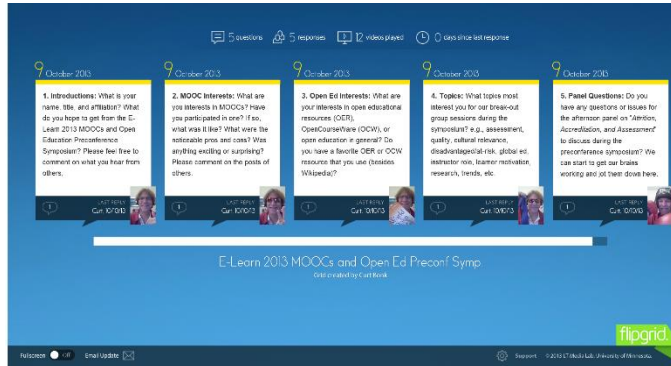 5 questions 5 responses 12 videos played 0 days since last response
9 October 2013
1. Introductions: What is your
name, title, and affiliation? What
do you hope to get from the E-
Learn 2013 MOOCs and Open
Education Preconference
Symposium? Please feel free to
comment on what you hear from
others.
1
LAST REPLY
Curt 10/10/13
9 October 2013
2. MOOC Interests: What are
you interests in MOOCs? Have
you participated in one? If so,
what was it like? What were the
noticeable pros and cons? Was
anything exciting or surprising?
Please comment on the posts of
others.
1
LAST REPLY
Curt 10/10/13
9 October 2013
3. Open Ed Interests: What are
your interests in open educational
resources (OER),
OpenCourseWare (OCW), or
open education in general? Do
you have a favorite OER or OCW
resource that you use (besides
Wikipedia)?
1
LAST REPLY
Curt 10/10/13
9 October 2013
4. Topics: What topics most
interest you for our break-out
group sessions during the
symposium? e.g., assessment,
quality, cultural relevance,
disadvantaged/at-risk, global ed,
instructor role, learner motivation,
research, trends, etc.
1
LAST REPLY
Curt 10/10/13
9 October 2013
5. Panel Questions: Do you
have any questions or issues for
the afternoon panel on "Attrition,
Accreditation, and Assessment"
to discuss during the
preconference symposium? We
can start to get our brains
working and jot them down here.
1
LAST REPLY
Curt 10/10/13
E-Learn 2013 MOOCs and Open Ed Preconf Symp
Grid created by Curt Bonk
flipgrid.
Fullscreen Off Email Update Support © 2013 LT Media Lab, University of Minnesota.